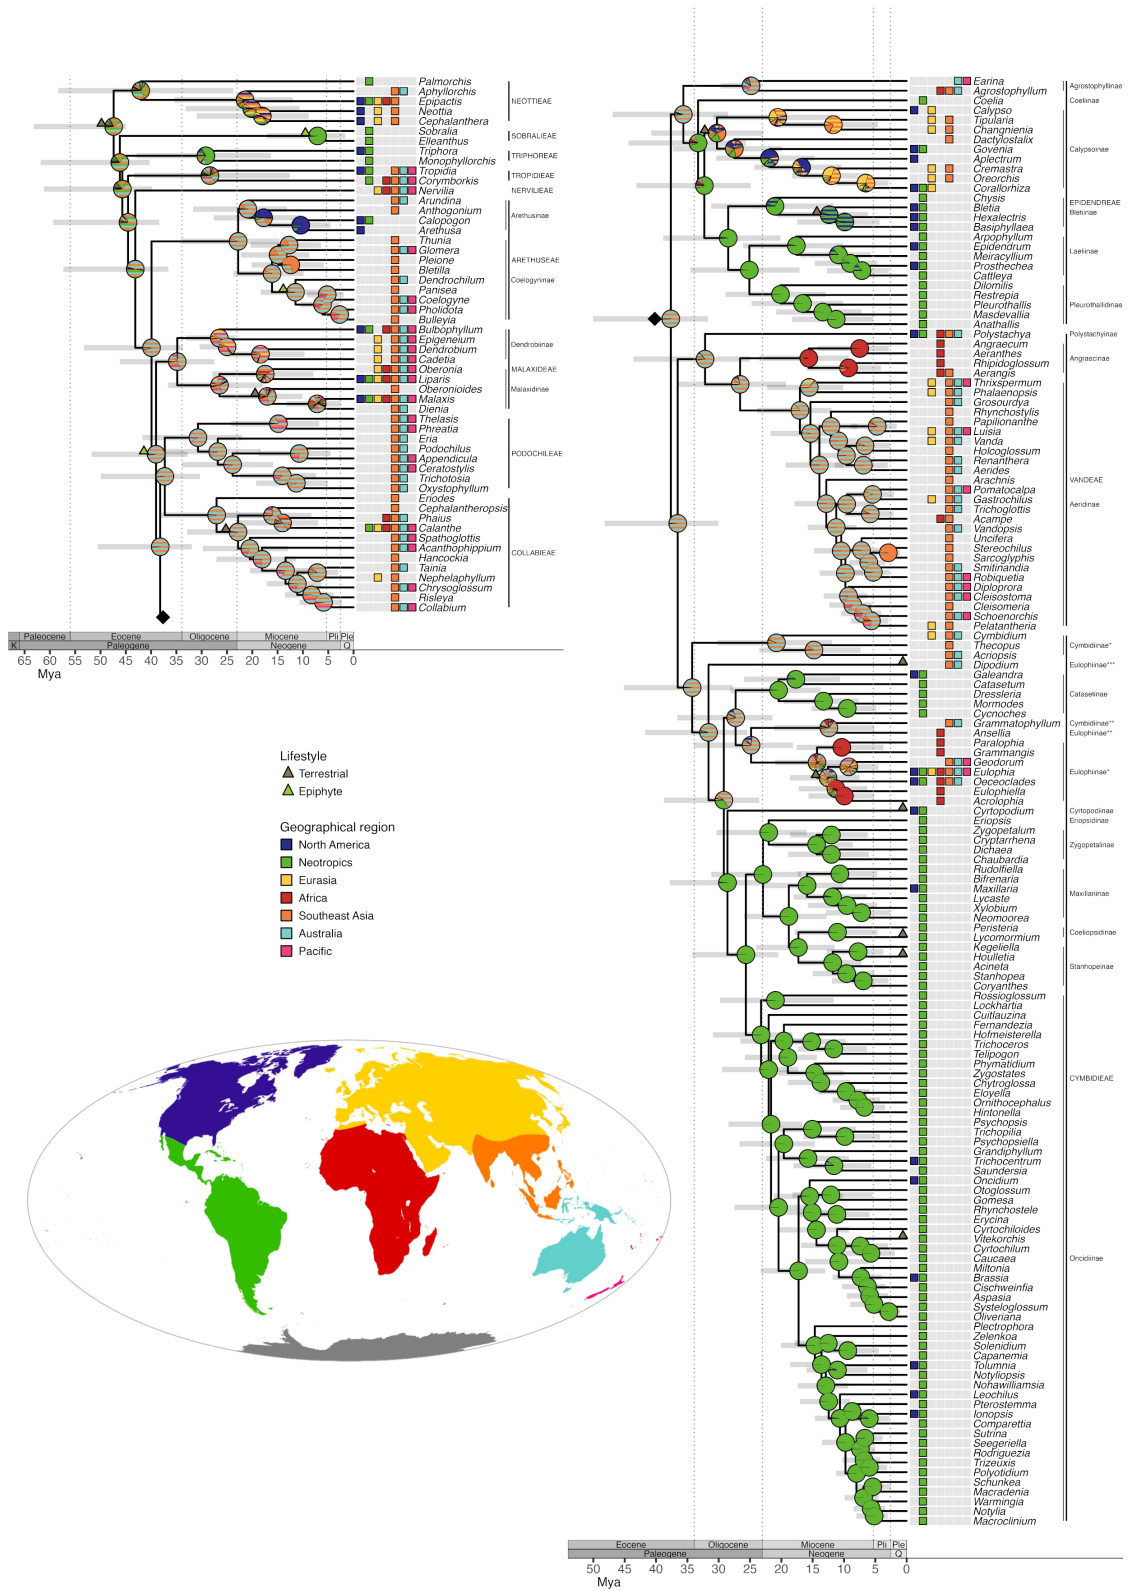 Palmorchis
Aphyllorchis
Epipactis
Neottia
Cephalanthera
NEOTTIEAE
Sobralia
Elleanthus
SOBRALIEAE
Triphora
Monophyllorchis
TRIPHOREAE
Tropidia
Corymborkis
TROPIDIEAE
Nervilia
NERVILIEAE
Arundina
Anthogonium
Calopogon
Arethusa
Arethusinae
Thunia
Glomera
Pleione
Bletilla
Dendrochilum
Panisea
Coelogyne
Pholidota
Bulleyia
ARETHUSEAE
Coelogyninae
Bulbophyllum
Epigeneium
Dendrobium
Cadetia
Dendrobiinae
Oberonia
Liparis
Oberonioides
Malaxis
Dienia
MALAXIDEAE
Malaxidinae
Thelasis
Phreatia
Eria
Podochilus
Appendicula
Ceratostylis
Trichotosia
Oxystophyllum
PODOCHILEAE
Eriodes
Cephalantheropsis
Phaius
Calanthe
Spathoglottis
Acanthophippium
Hancockia
Tainia
Nephelaphyllum
Chrysoglossum
Risleya
Collabium
COLLABIEAE
K Paleocene Eocene Oligocene Miocene Pli Ple
Paleogene Neogene Q
65 60 55 50 45 40 35 30 25 20 15 10 5 0
Mya
Lifestyle
Terrestrial
Epiphyte
Geographical region
North America
Neotropics
Eurasia
Africa
Southeast Asia
Australia
Pacific
Earina
Agrostophyllum
Agrostophyllinae
Coelia
Coeliinae
Calypso
Tipularia
Changnienia
Dactylostalix
Govenia
Aplectrum
Cremastra
Oreorchis
Corallorhiza
Calypsoinae
Chysis
Bletia
Hexalectris
Basiphyllaea
EPIDENDREAE
Bletiinae
Arpophyllum
Epidendrum
Meiracyllium
Prosthechea
Cattleya
Laeliinae
Dilomilis
Restrepia
Pleurothallis
Masdevallia
Anathallis
Pleurothallidinae
Polystachya
Polystachyinae
Angraecum
Aeranthes
Rhipidoglossum
Aerangis
Angraecinae
Thrixspermum
Phalaenopsis
Grosourdya
Rhynchostylis
Papilionanthe
Luisia
Vanda
Holcoglossum
Renanthera
Aerides
Arachnis
Pomatocalpa
Gastrochilus
Trichoglottis
Acampe
Vandopsis
Uncifera
Stereochilus
Sarcoglyphis
Smitinandia
Robiquetia
Diploprora
Cleisostoma
Cleisomeria
Schoenorchis
Pelatantheria
VANDEAE
Aeridinae
Cymbidium
Thecopus
Acriopsis
Cymbidiinae*
Dipodium
Eulophiinae***
Galeandra
Catasetum
Dressleria
Mormodes
Cycnoches
Catasetinae
Grammatophyllum
Cymbidiinae**
Ansellia
Eulophiinae**
Paralophia
Grammangis
Geodorum
Eulophia
Oeceoclades
Eulophiella
Acrolophia
Eulophiinae*
Cyrtopodium
Cyrtopodiinae
Eriopsis
Eriopsidinae
Zygopetalum
Cryptarrhena
Dichaea
Chaubardia
Zygopetalinae
Rudolfiella
Bifrenaria
Maxillaria
Lycaste
Xylobium
Neomoorea
Maxillariinae
Peristeria
Lycomormium
Coeliopsidinae
Kegeliella
Houlletia
Acineta
Stanhopea
Coryanthes
Stanhopeinae
Rossioglossum
Lockhartia
Cuitlauzina
Fernandezia
Hofmeisterella
Trichoceros
Telipogon
Phymatidium
Zygostates
Chytroglossa
Eloyella
Ornithocephalus
Hintonella
Psychopsis
Trichopilia
Psychopsiella
Grandiphyllum
Trichocentrum
Saundersia
Oncidium
Otoglossum
Gomesa
Rhynchostele
Erycina
Cyrtochiloides
Vitekorchis
Cyrtochilum
Caucaea
Miltonia
Brassia
Cischweinfia
Aspasia
Systeloglossum
Oliveriana
Plectrophora
Zelenkoa
Solenidium
Capanemia
Tolumnia
Notyliopsis
Nohawilliamsia
Leochilus
Pterostemma
Ionopsis
Comparettia
Sutrina
Seegeriella
Rodriguezia
Trizeuxis
Polyotidium
Schunkea
Macradenia
Warmingia
Notylia
Macroclinium
CYMBIDIEAE
Oncidiinae
Eocene Oligocene Miocene Pli Ple
Paleogene Neogene Q
50 45 40 35 30 25 20 15 10 5 0
Mya